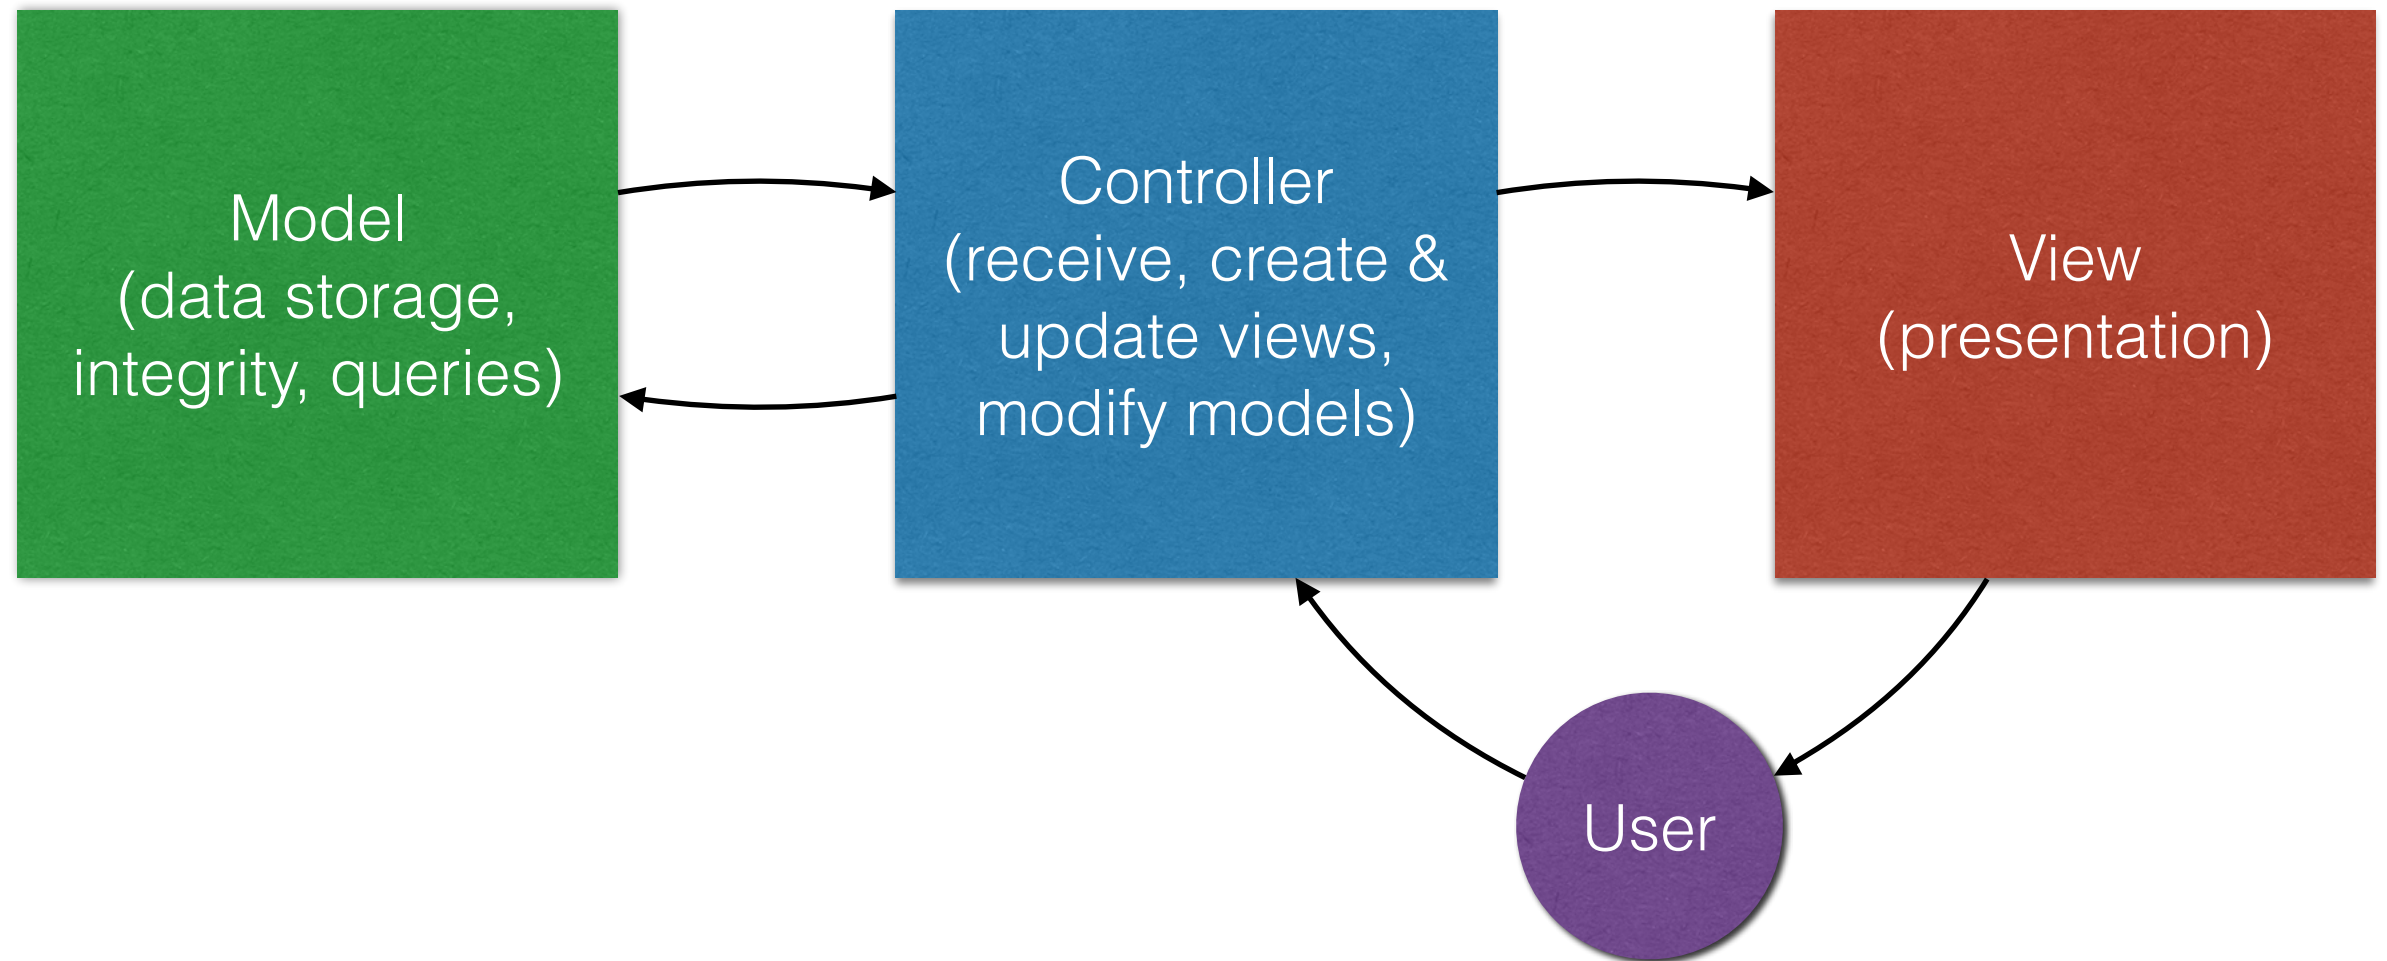 Model
(data storage,
integrity, queries)
Controller
(receive, create &
update views,
modify models)
View
(presentation)
User